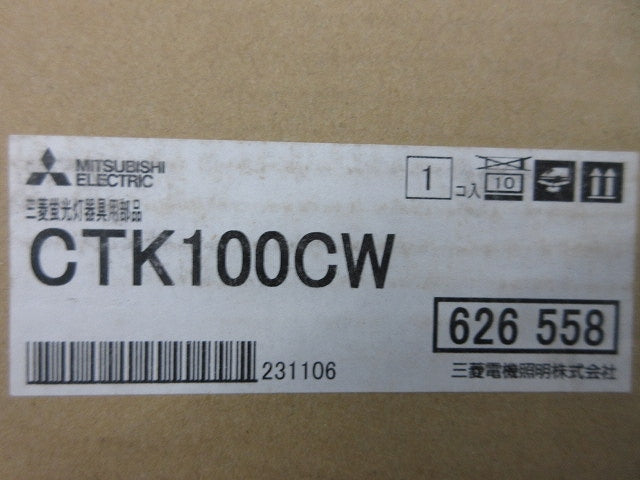 MITSUBISHI
ELECTRIC
1 コ入
10
三菱蛍光灯器具用部品
CTK100CW
626 558
231106
三菱電機照明株式会社